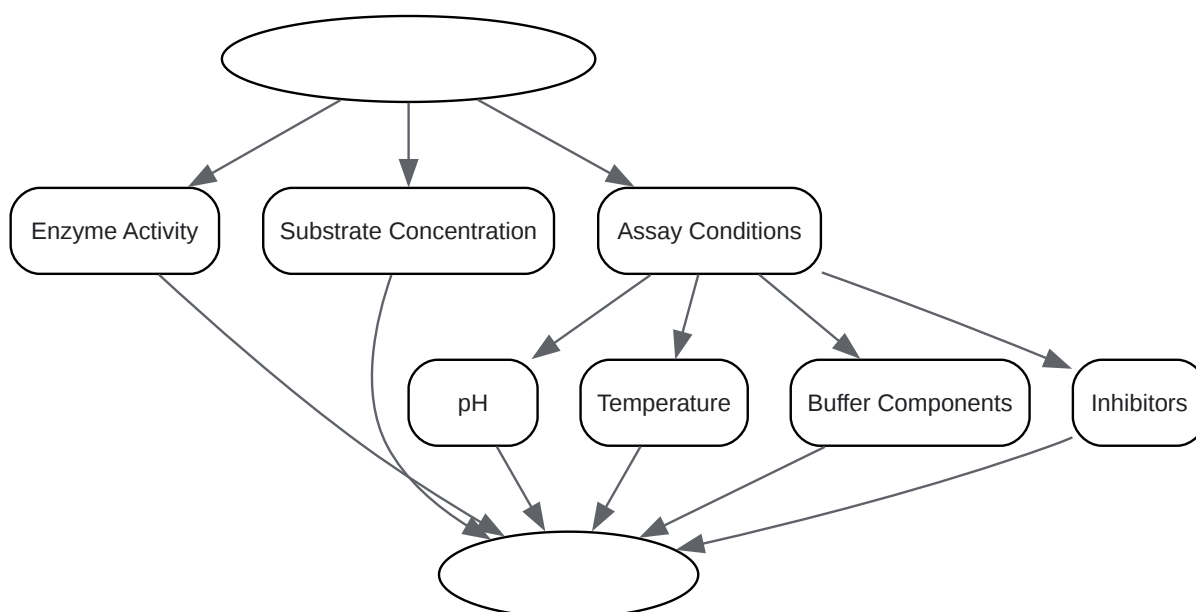 Enzyme Activity
Substrate Concentration
Assay Conditions
pH
Temperature
Buffer Components
Inhibitors